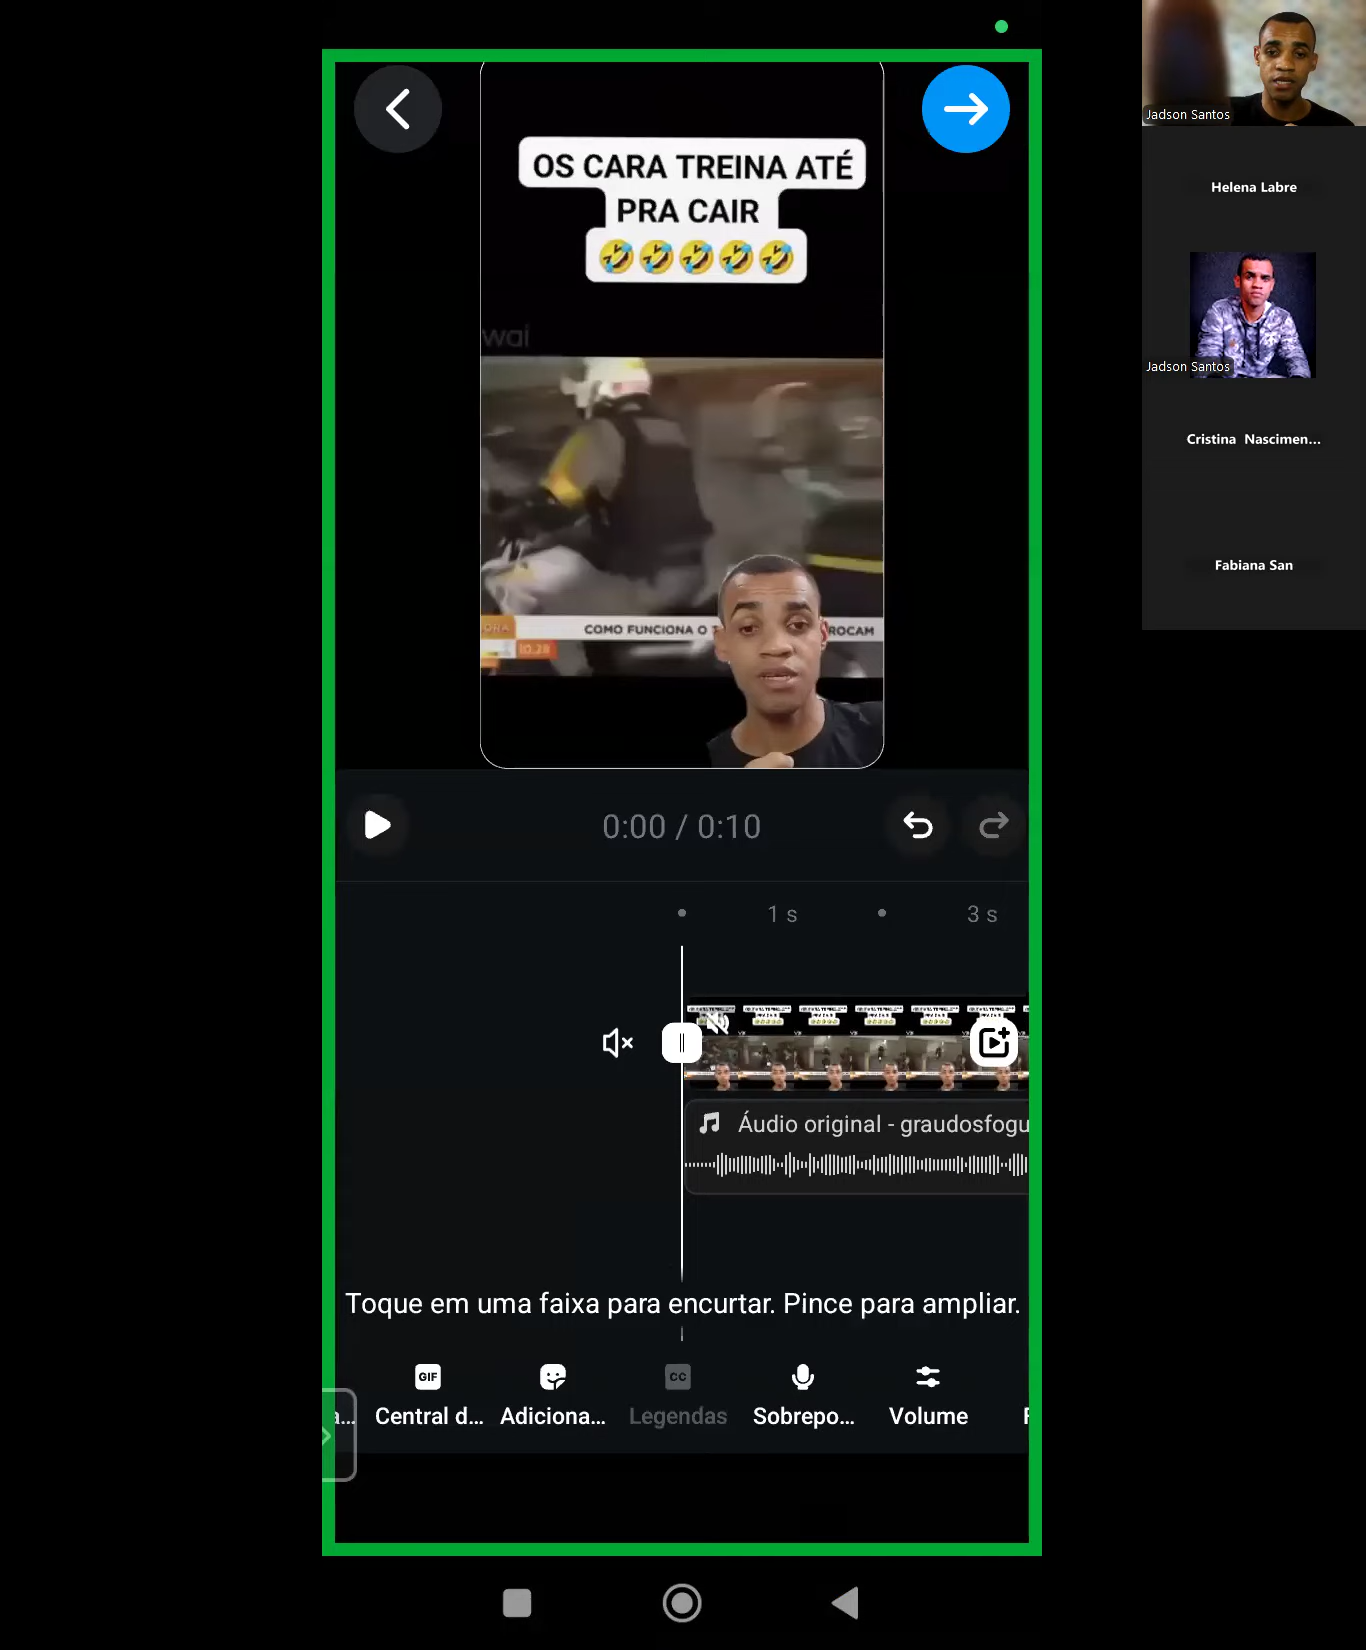 OS CARA TREINA ATÉ
PRA CAIR
🤣🤣🤣🤣🤣
wai
COMO FUNCIONA O
ROCAM
10.28
0:00 / 0:10
1 s
3 s
Áudio original - graudosfogu
Toque em uma faixa para encurtar. Pince para ampliar.
GIF
CC
a...
Central d...
Adiciona...
Legendas
Sobrepo...
Volume
Jadson Santos
Helena Labre
Jadson Santos
Cristina Nascimen...
Fabiana San